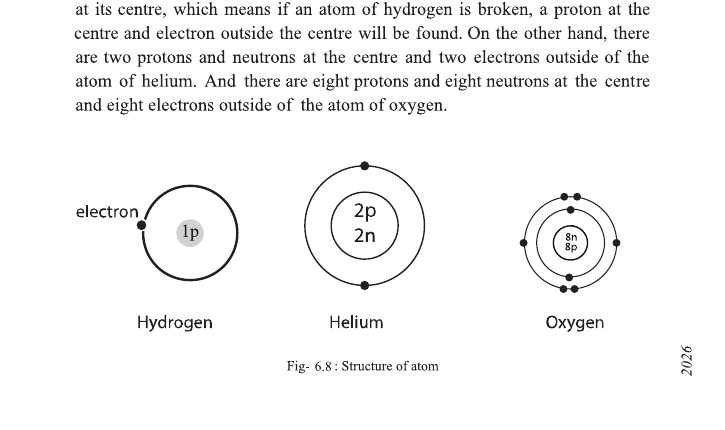 at its centre, which means if an atom of hydrogen is broken, a proton at the
centre and electron outside the centre will be found. On the other hand, there
are two protons and neutrons at the centre and two electrons outside of the
atom of helium. And there are eight protons and eight neutrons at the centre
and eight electrons outside of the atom of oxygen.
electron
1p
2p
2n
8n
8p
Hydrogen
Helium
Oxygen
Fig- 6.8 : Structure of atom
2026